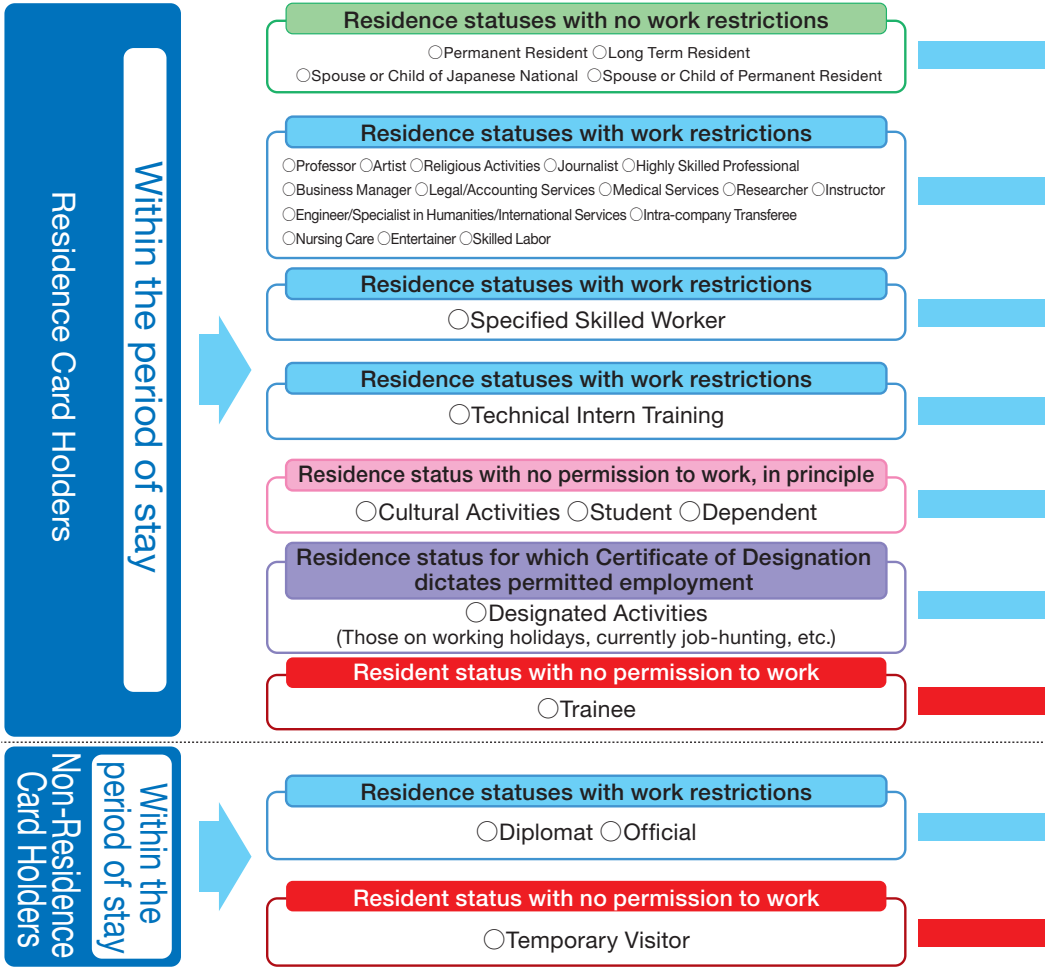 Residence Card Holders
Within the period of stay
Residence statuses with no work restrictions
○Permanent Resident ○Long Term Resident
○Spouse or Child of Japanese National ○Spouse or Child of Permanent Resident
Residence statuses with work restrictions
○Professor ○Artist ○Religious Activities ○Journalist ○Highly Skilled Professional
○Business Manager ○Legal/Accounting Services ○Medical Services ○Researcher ○Instructor
○Engineer/Specialist in Humanities/International Services ○Intra-company Transferee
○Nursing Care ○Entertainer ○Skilled Labor
Residence statuses with work restrictions
○Specified Skilled Worker
Residence statuses with work restrictions
○Technical Intern Training
Residence status with no permission to work, in principle
○Cultural Activities ○Student ○Dependent
Residence status for which Certificate of Designation
dictates permitted employment
○Designated Activities
(Those on working holidays, currently job-hunting, etc.)
Resident status with no permission to work
○Trainee
Non-Residence
Card Holders
Within the
period of stay
Residence statuses with work restrictions
○Diplomat ○Official
Resident status with no permission to work
○Temporary Visitor